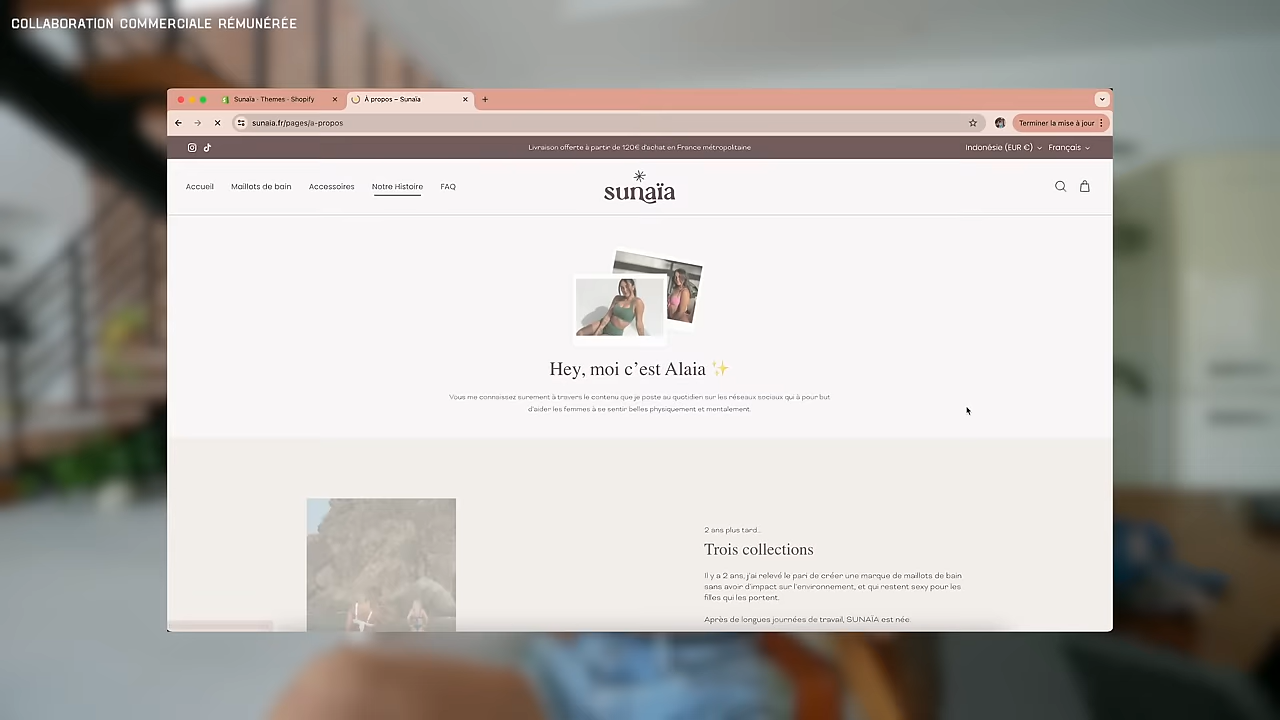 COLLABORATION COMMERCIALE RÉMUNÉRÉE
Sunaïa · Themes · Shopify
À propos – Sunaïa
sunaia.fr/pages/a-propos
Terminer la mise à jour
Livraison offerte à partir de 120€ d'achat en France métropolitaine
Indonésie (EUR €)
Français
Accueil
Maillots de bain
Accessoires
Notre Histoire
FAQ
sunaïa
Hey, moi c'est Alaia ✨
Vous me connaissez surement à travers le contenu que je poste au quotidien sur les réseaux sociaux qui à pour but
d'aider les femmes à se sentir belles physiquement et mentalement.
2 ans plus tard...
Trois collections
Il y a 2 ans, j'ai relevé le pari de créer une marque de maillots de bain
sans avoir d'impact sur l'environnement, et qui restent sexy pour les
filles qui les portent.
Après de longues journées de travail, SUNAÏA est née.